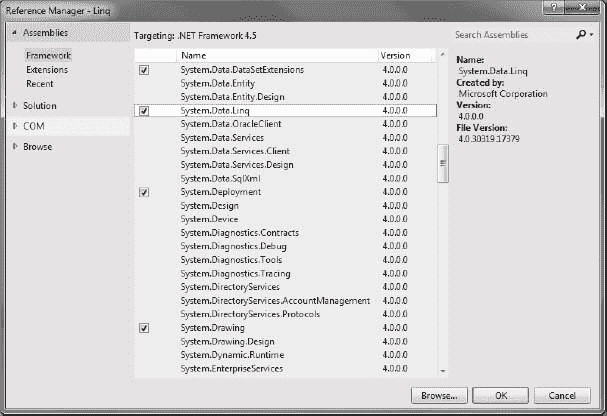 Reference Manager - Linq
Assemblies
Framework
Extensions
Recent
Solution
COM
Browse
Targeting: .NET Framework 4.5
Search Assemblies
Name Version
System.Data.DataSetExtensions 4.0.0.0
System.Data.Entity 4.0.0.0
System.Data.Entity.Design 4.0.0.0
System.Data.Linq 4.0.0.0
System.Data.OracleClient 4.0.0.0
System.Data.Services 4.0.0.0
System.Data.Services.Client 4.0.0.0
System.Data.Services.Design 4.0.0.0
System.Data.SqlXml 4.0.0.0
System.Deployment 4.0.0.0
System.Design 4.0.0.0
System.Device 4.0.0.0
System.Diagnostics.Contracts 4.0.0.0
System.Diagnostics.Debug 4.0.0.0
System.Diagnostics.Tools 4.0.0.0
System.Diagnostics.Tracing 4.0.0.0
System.DirectoryServices 4.0.0.0
System.DirectoryServices.AccountManagement 4.0.0.0
System.DirectoryServices.Protocols 4.0.0.0
System.Drawing 4.0.0.0
System.Drawing.Design 4.0.0.0
System.Dynamic.Runtime 4.0.0.0
System.EnterpriseServices 4.0.0.0
Name:
System.Data.Linq
Created by:
Microsoft Corporation
Version:
4.0.0.0
File Version:
4.0.30319.17379
Browse...
OK
Cancel